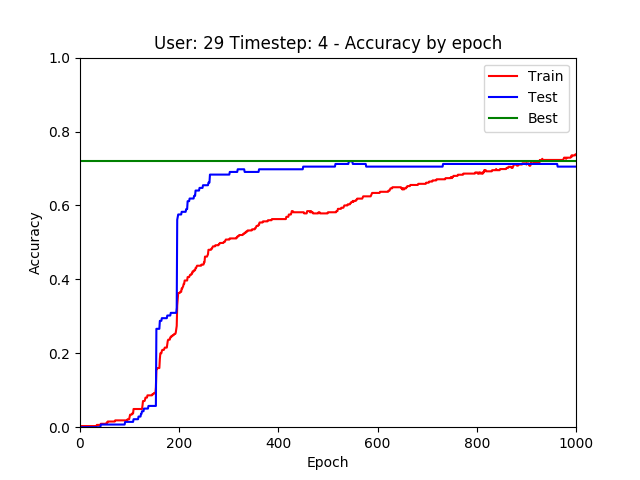 User: 29 Timestep: 4 - Accuracy by epoch
1.0
0.8
0.6
0.4
0.2
0.0
Accuracy
Train
Test
Best
0 200 400 600 800 1000
Epoch